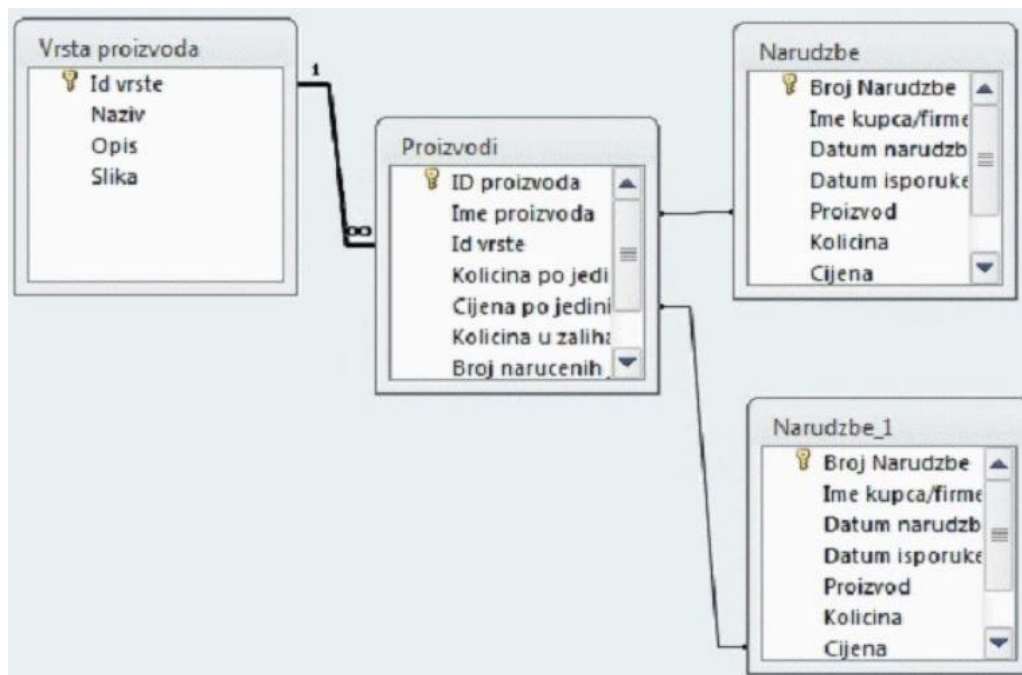 Vrsta proizvoda
Id vrste
Naziv
Opis
Slika
1
∞
Proizvodi
ID proizvoda
Ime proizvoda
Id vrste
Kolicina po jedi
Cijena po jedini
Kolicina u zaliha
Broj narucenih
Narudzbe
Broj Narudzbe
Ime kupca/firme
Datum narudzb
Datum isporuke
Proizvod
Kolicina
Cijena
Narudzbe_1
Broj Narudzbe
Ime kupca/firme
Datum narudzb
Datum isporuke
Proizvod
Kolicina
Cijena